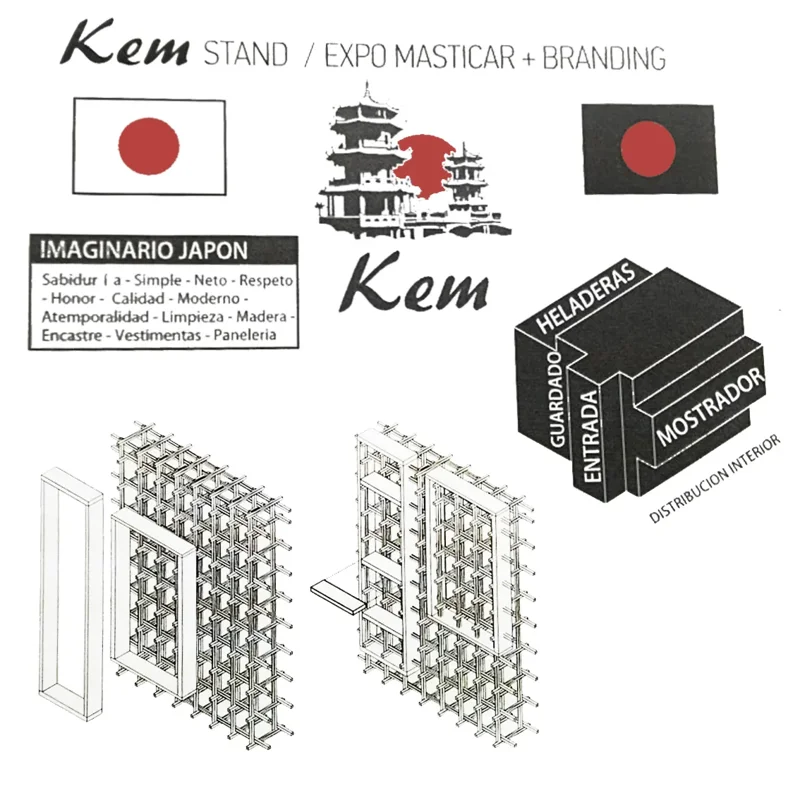 Kem STAND / EXPO MASTICAR + BRANDING
IMAGINARIO JAPON
Sabidur í a - Simple - Neto - Respeto
- Honor - Calidad - Moderno -
Atemporalidad - Limpieza - Madera -
Encastre - Vestimentas - Paneleria
Kem
HELADERAS
GUARDADO
ENTRADA
MOSTRADOR
DISTRIBUCION INTERIOR